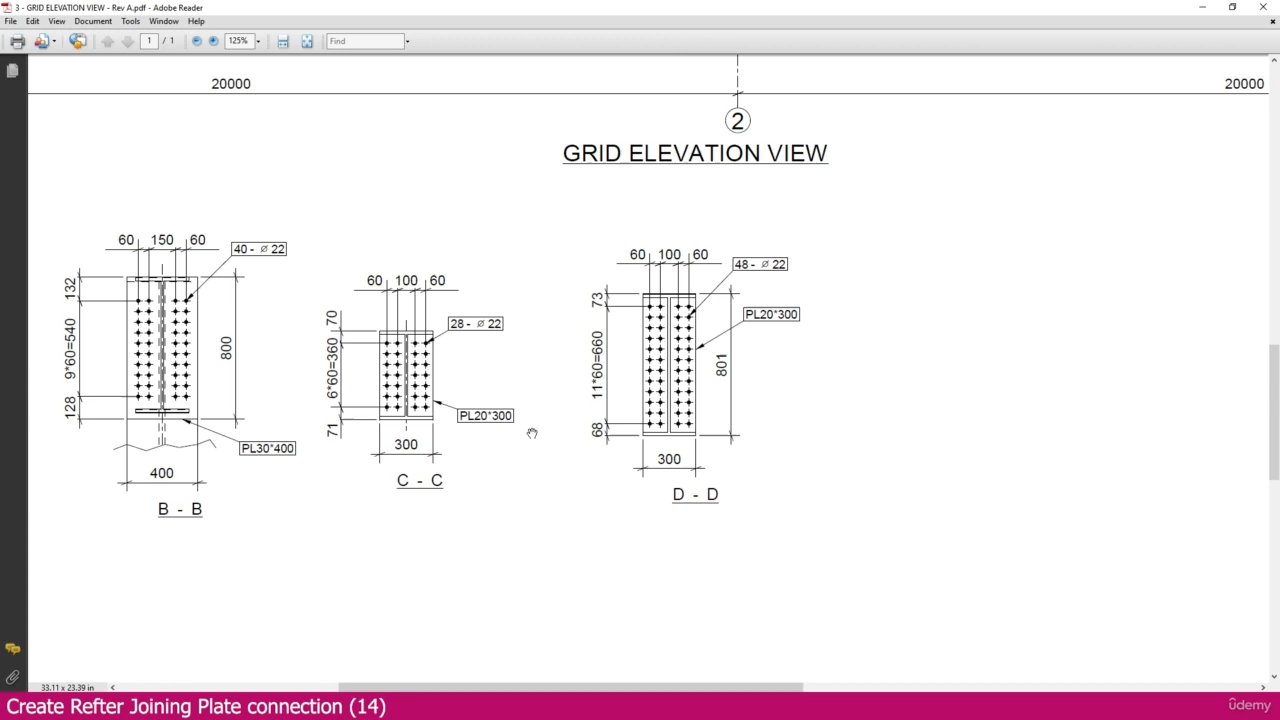 3 - GRID ELEVATION VIEW - Rev A.pdf - Adobe Reader
File Edit View Document Tools Window Help
1 / 1 125% Find
20000 20000
2
GRID ELEVATION VIEW
60 150 60
40 - ⌀ 22
132
9*60=540
128
800
PL30*400
400
B - B
60 100 60
28 - ⌀ 22
70
6*60=360
71
PL20*300
300
C - C
60 100 60
48 - ⌀ 22
73
11*60=660
68
PL20*300
801
300
D - D
33.11 x 23.39 in
Create Refter Joining Plate connection (14)
udemy